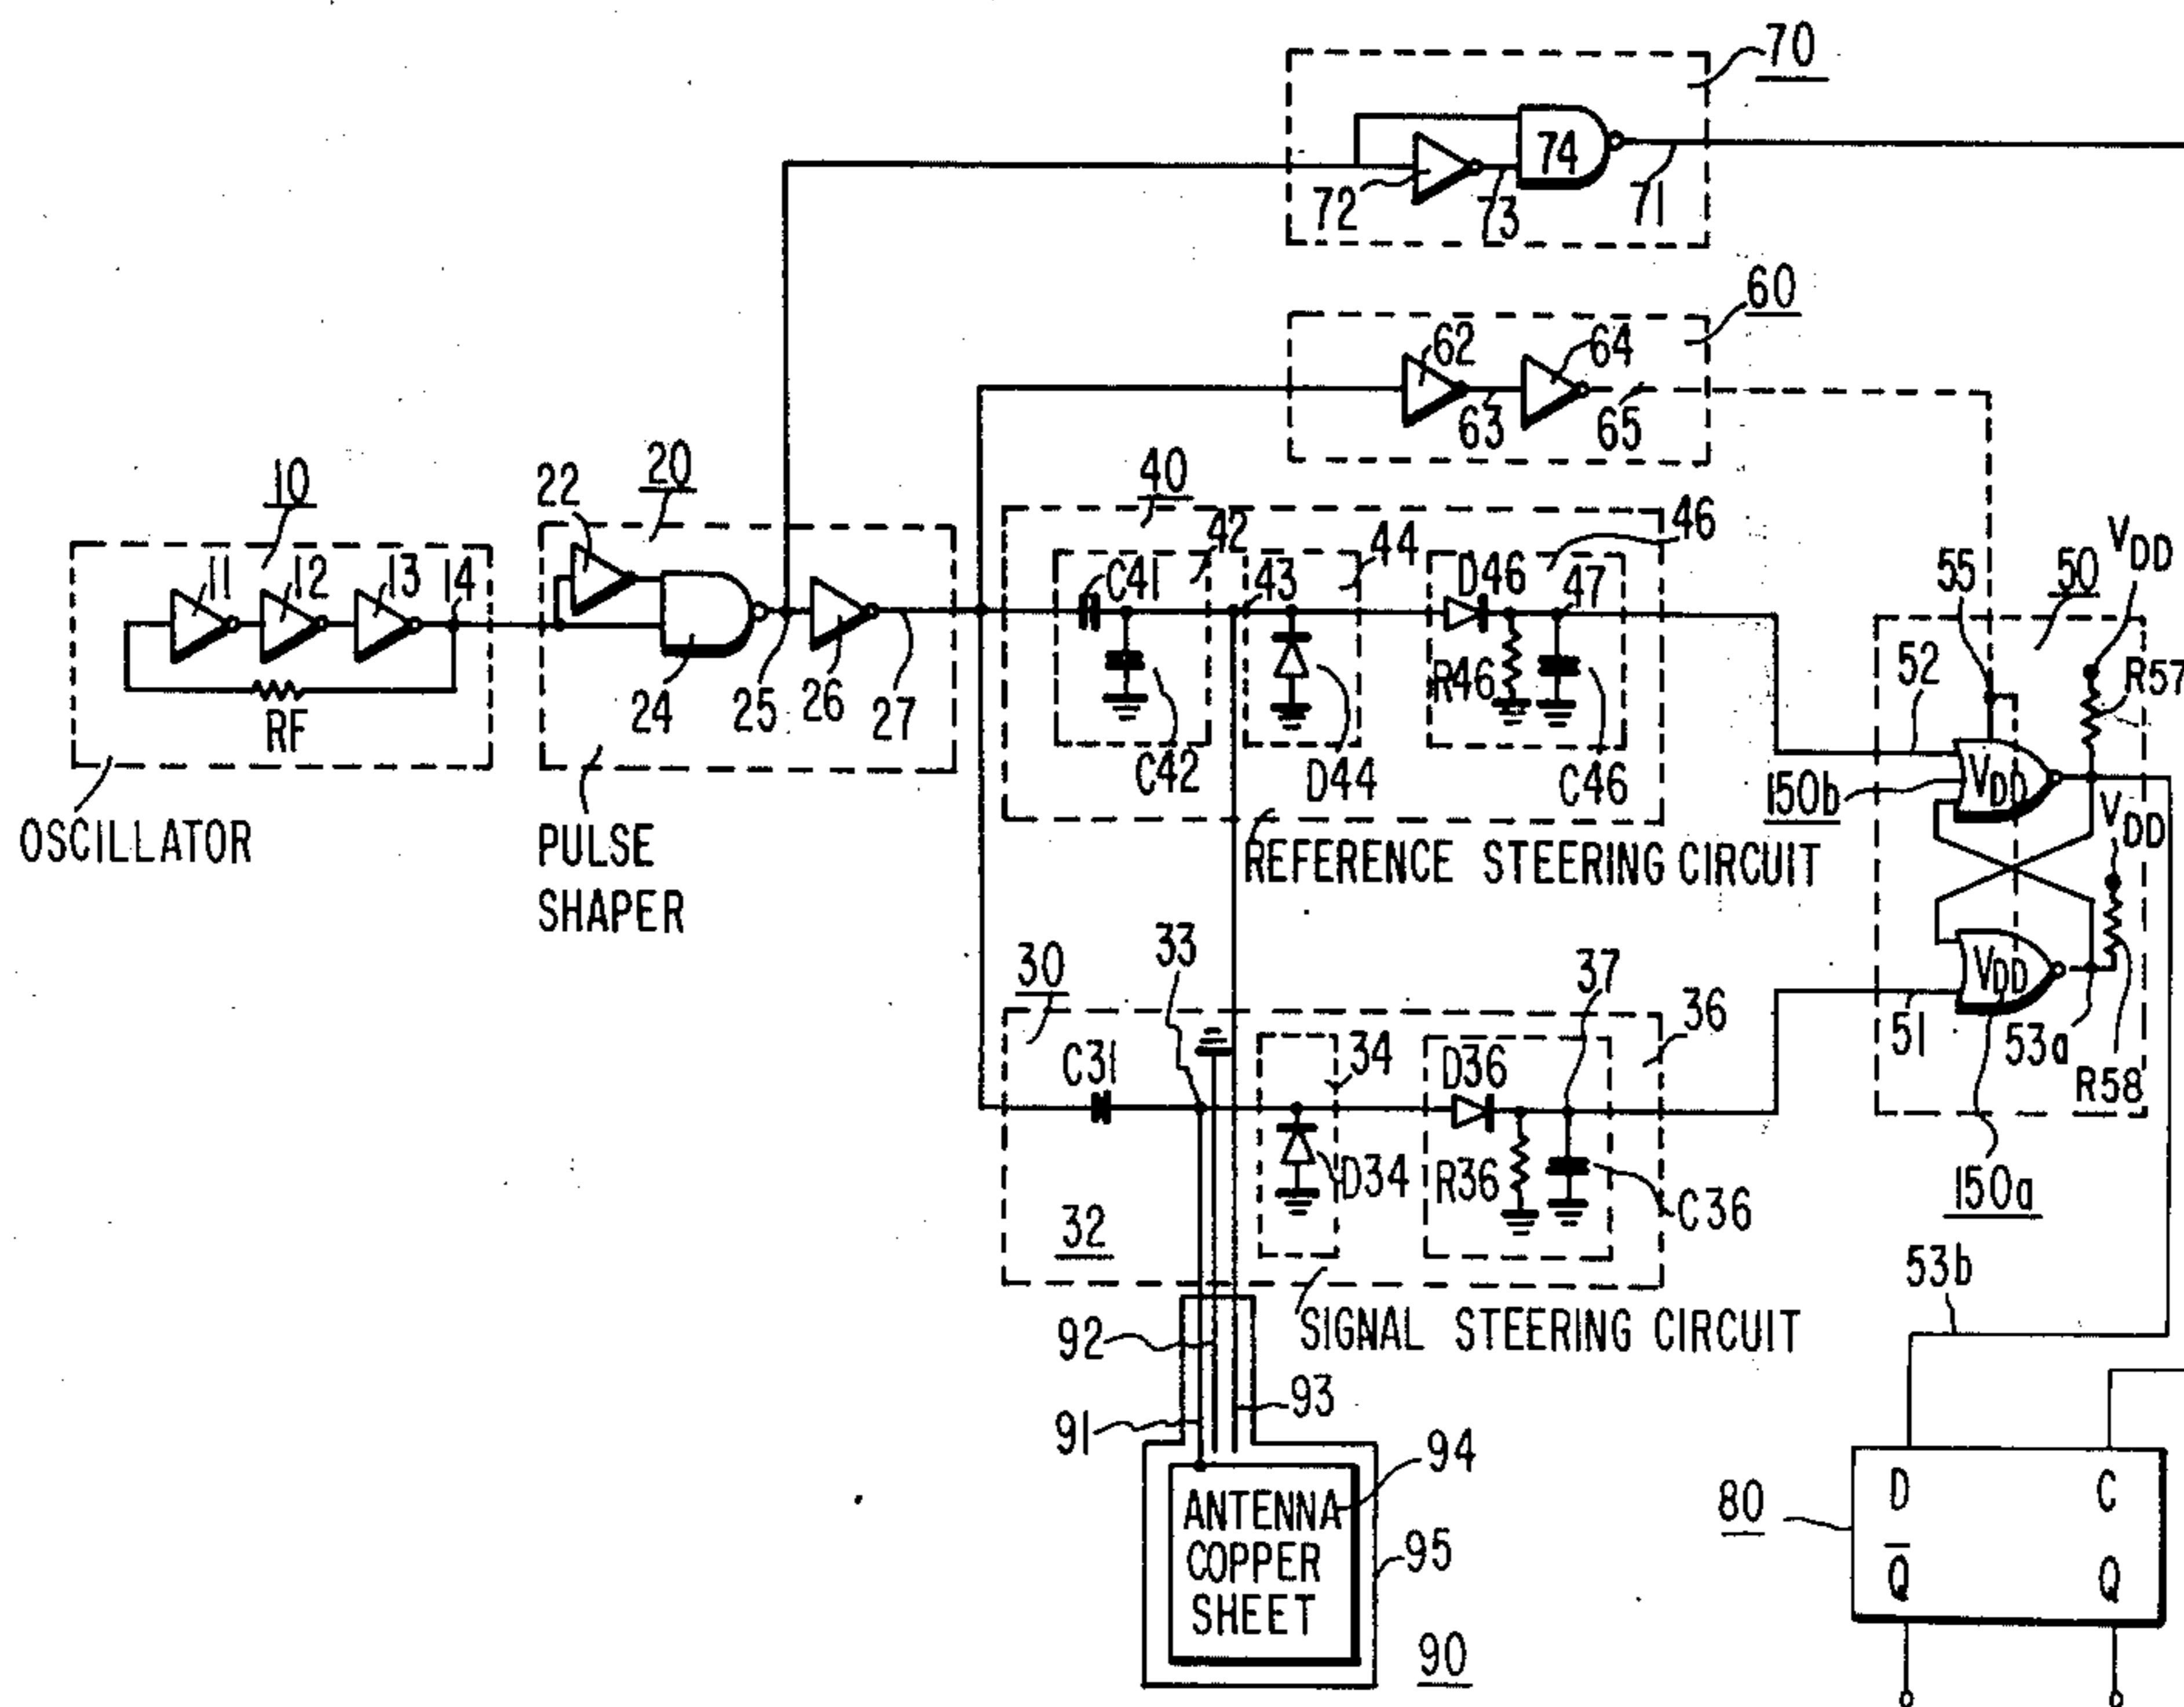 70
74
72
73
71
60
62
64
63
65
10
11
12
13
14
RF
OSCILLATOR
22
20
24
25
26
27
PULSE
SHAPER
40
42
C41
C42
43
44
D44
46
D46
47
R46
C46
REFERENCE STEERING CIRCUIT
55
50
VDD
52
R57
150b
VDD
VDD
VDD
51
53a
R58
150a
30
33
C31
34
D34
37
36
D36
R36
C36
32
SIGNAL STEERING CIRCUIT
92
91
93
94
ANTENNA
COPPER
SHEET
95
90
53b
80
D C
Q̅ Q